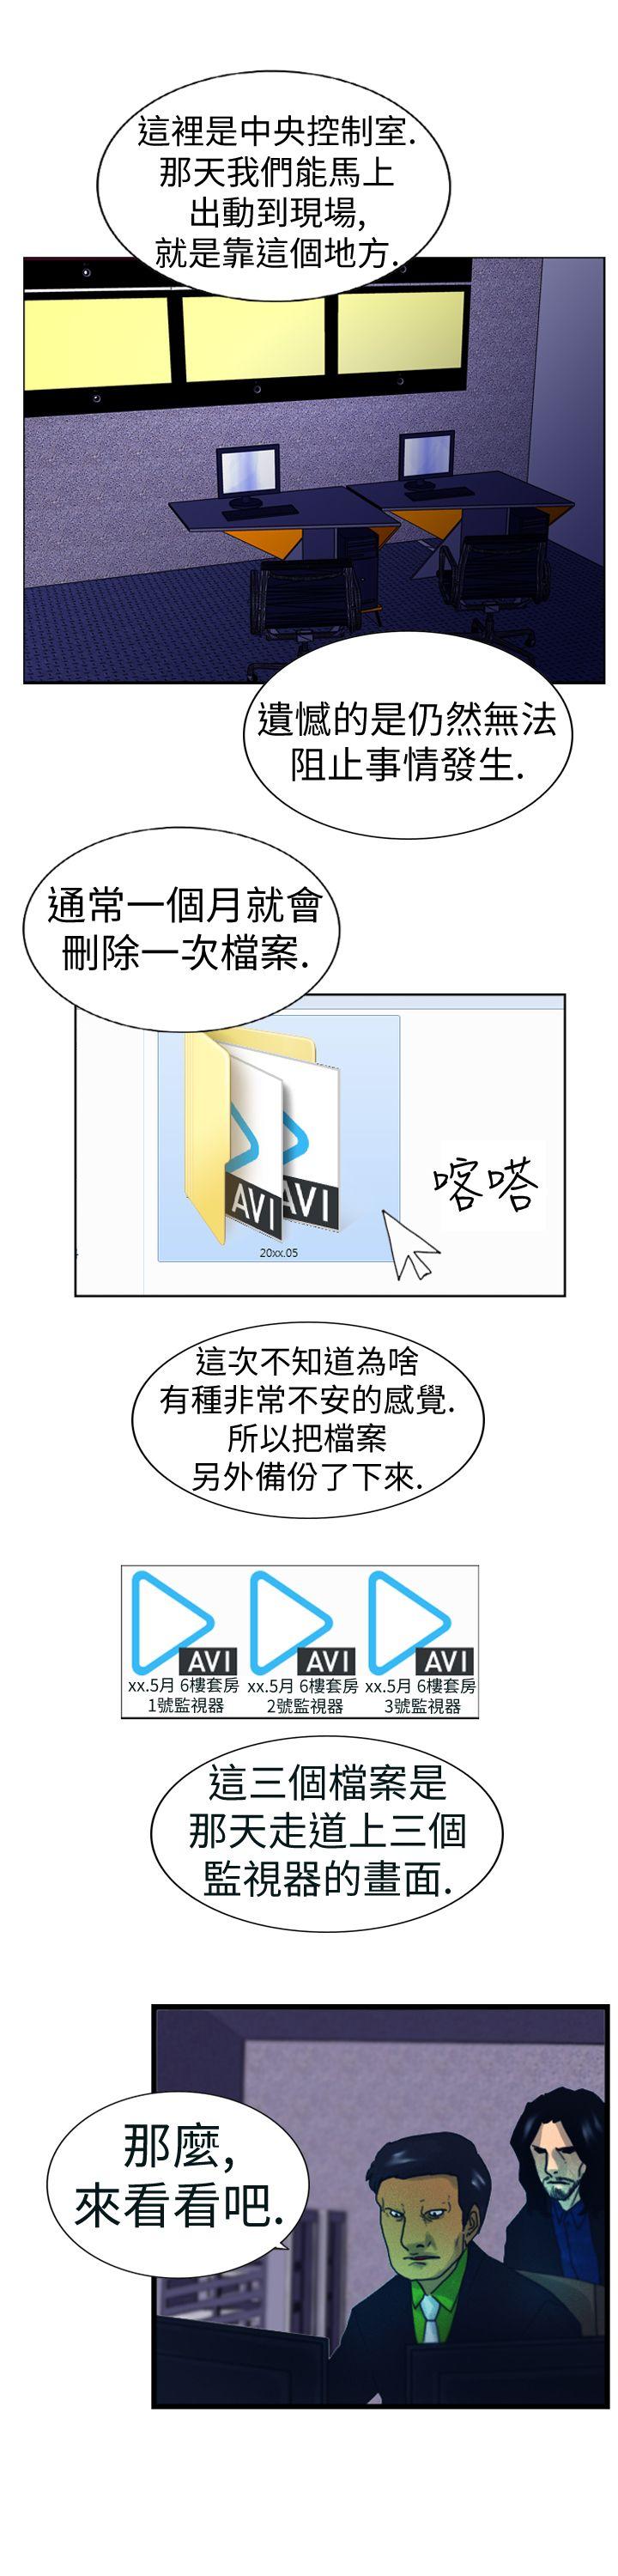 這裡是中央控制室.
那天我們能馬上
出動到現場,
就是靠這個地方.
遺憾的是仍然無法
阻止事情發生.
通常一個月就會
刪除一次檔案.
AVI
AVI
20xx.05
喀嗒
這次不知道為啥
有種非常不安的感覺.
所以把檔案
另外備份了下來.
AVI
AVI
AVI
xx.5月 6樓套房
1號監視器
xx.5月 6樓套房
2號監視器
xx.5月 6樓套房
3號監視器
這三個檔案是
那天走道上三個
監視器的畫面.
那麼,
來看看吧.